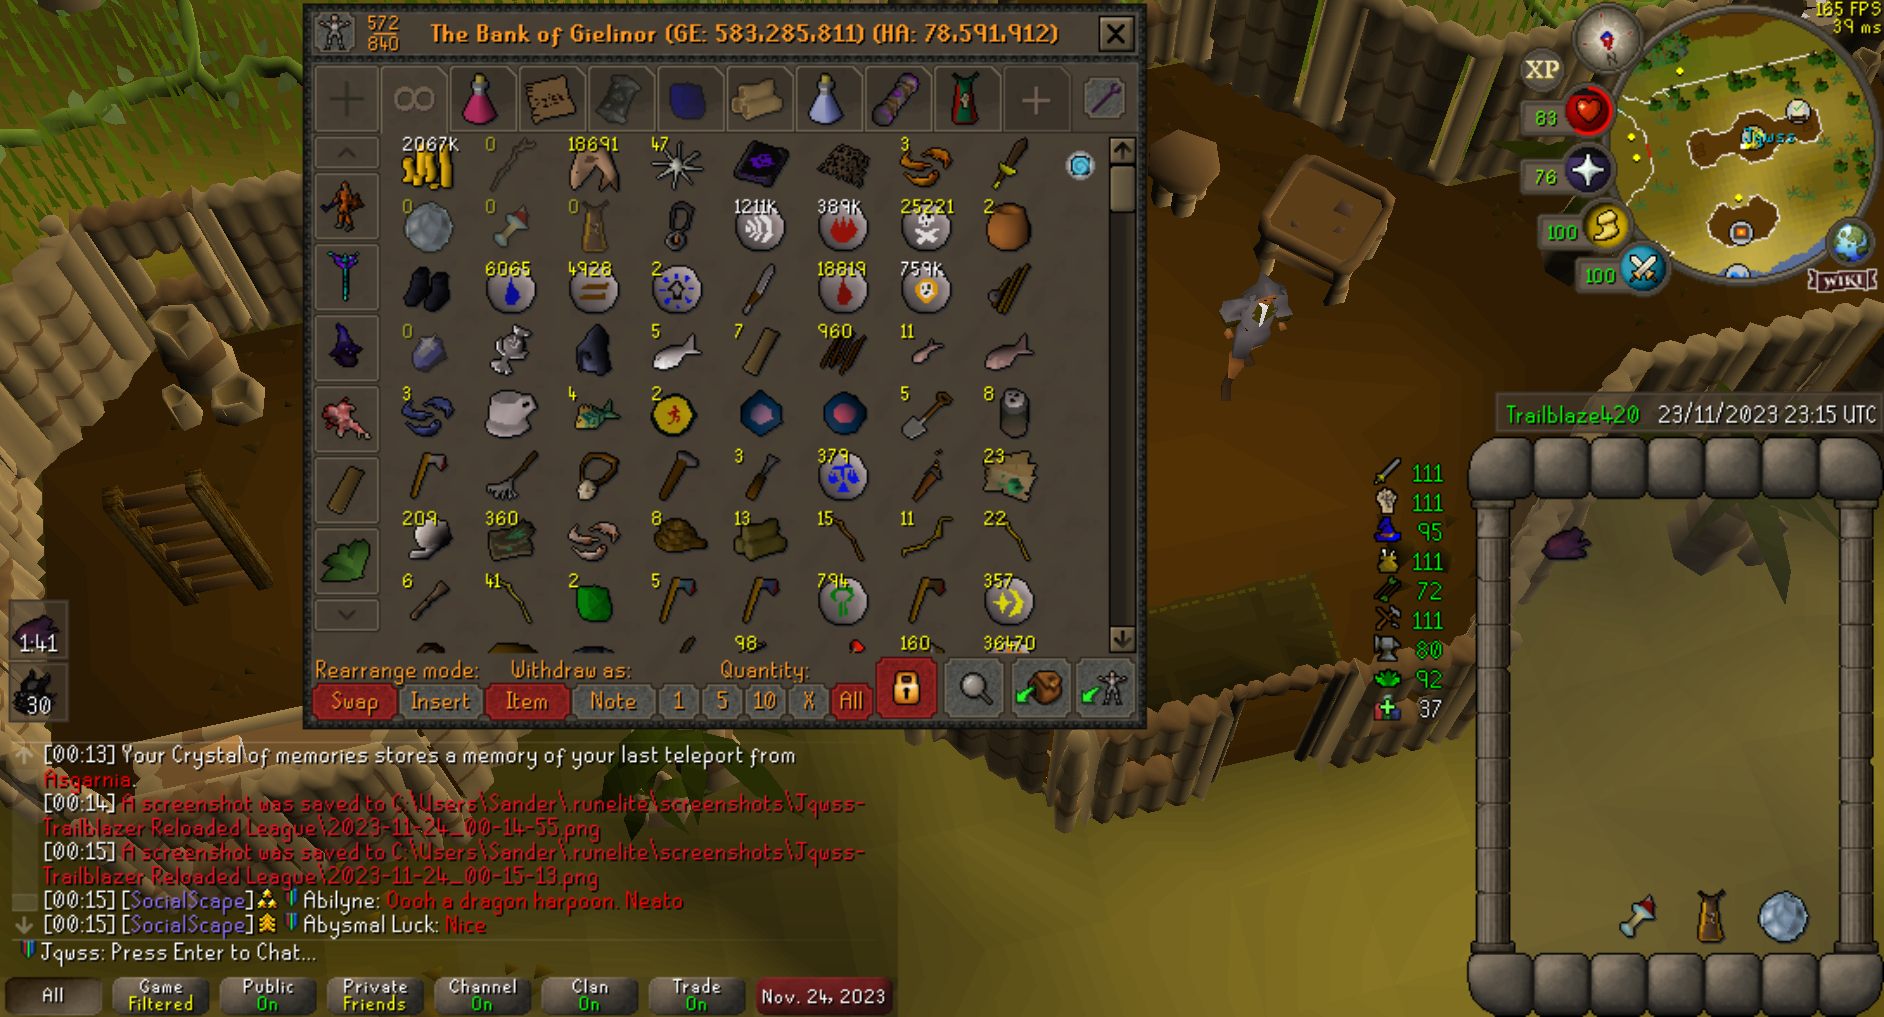 572
840
The Bank of Gielinor (GE: 583,285,811) (HA: 78,591,912)
165 FPS
39 ms
XP
83
76
100
100
WIKI
Jqwss
2067K
0
18691
47
3
0
0
0
1211K
389K
25221
2
6065
4928
2
18819
759K
0
5
7
960
11
3
4
2
5
8
3
379
23
209
360
8
13
15
11
22
6
41
2
5
794
357
98
160
36470
Rearrange mode:
Withdraw as:
Quantity:
Swap
Insert
Item
Note
1
5
10
X
All
Trailblaze420 23/11/2023 23:15 UTC
111
111
95
111
72
111
80
92
37
1:41
30
[00:13] Your Crystal of memories stores a memory of your last teleport from
Asgarnia.
[00:14] A screenshot was saved to C:\Users\Sander\.runelite\screenshots\Jqwss-
Trailblazer Reloaded League\2023-11-24_00-14-55.png
[00:15] A screenshot was saved to C:\Users\Sander\.runelite\screenshots\Jqwss-
Trailblazer Reloaded League\2023-11-24_00-15-13.png
[00:15] [SocialScape] Abilyne: Oooh a dragon harpoon. Neato
[00:15] [SocialScape] Abysmal Luck: Nice
Jqwss: Press Enter to Chat...
All
Game
Filtered
Public
On
Private
Friends
Channel
On
Clan
On
Trade
On
Nov. 24, 2023